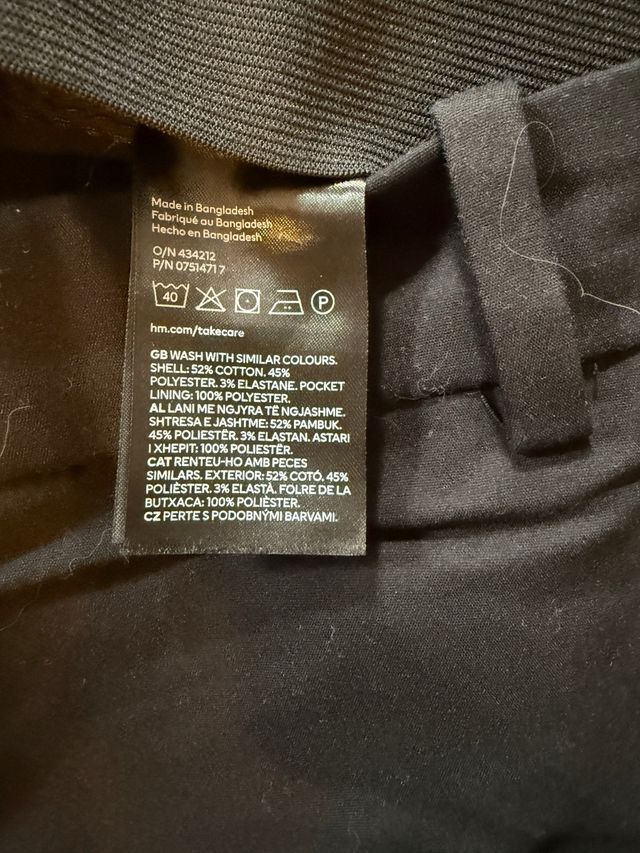 Made in Bangladesh
Fabriqué au Bangladesh
Hecho en Bangladesh
O/N 434212
P/N 0751471 7
40
P
hm.com/takecare
GB WASH WITH SIMILAR COLOURS.
SHELL: 52% COTTON. 45%
POLYESTER. 3% ELASTANE. POCKET
LINING: 100% POLYESTER.
AL LANI ME NGJYRA TË NGJASHME.
SHTRESA E JASHTME: 52% PAMBUK.
45% POLIESTËR. 3% ELASTAN. ASTARI
I XHEPIT: 100% POLIESTËR.
CAT RENTEU-HO AMB PECES
SIMILARS. EXTERIOR: 52% COTÓ. 45%
POLIÈSTER. 3% ELASTÀ. FOLRE DE LA
BUTXACA: 100% POLIÈSTER.
CZ PERTE S PODOBNÝMI BARVAMI.